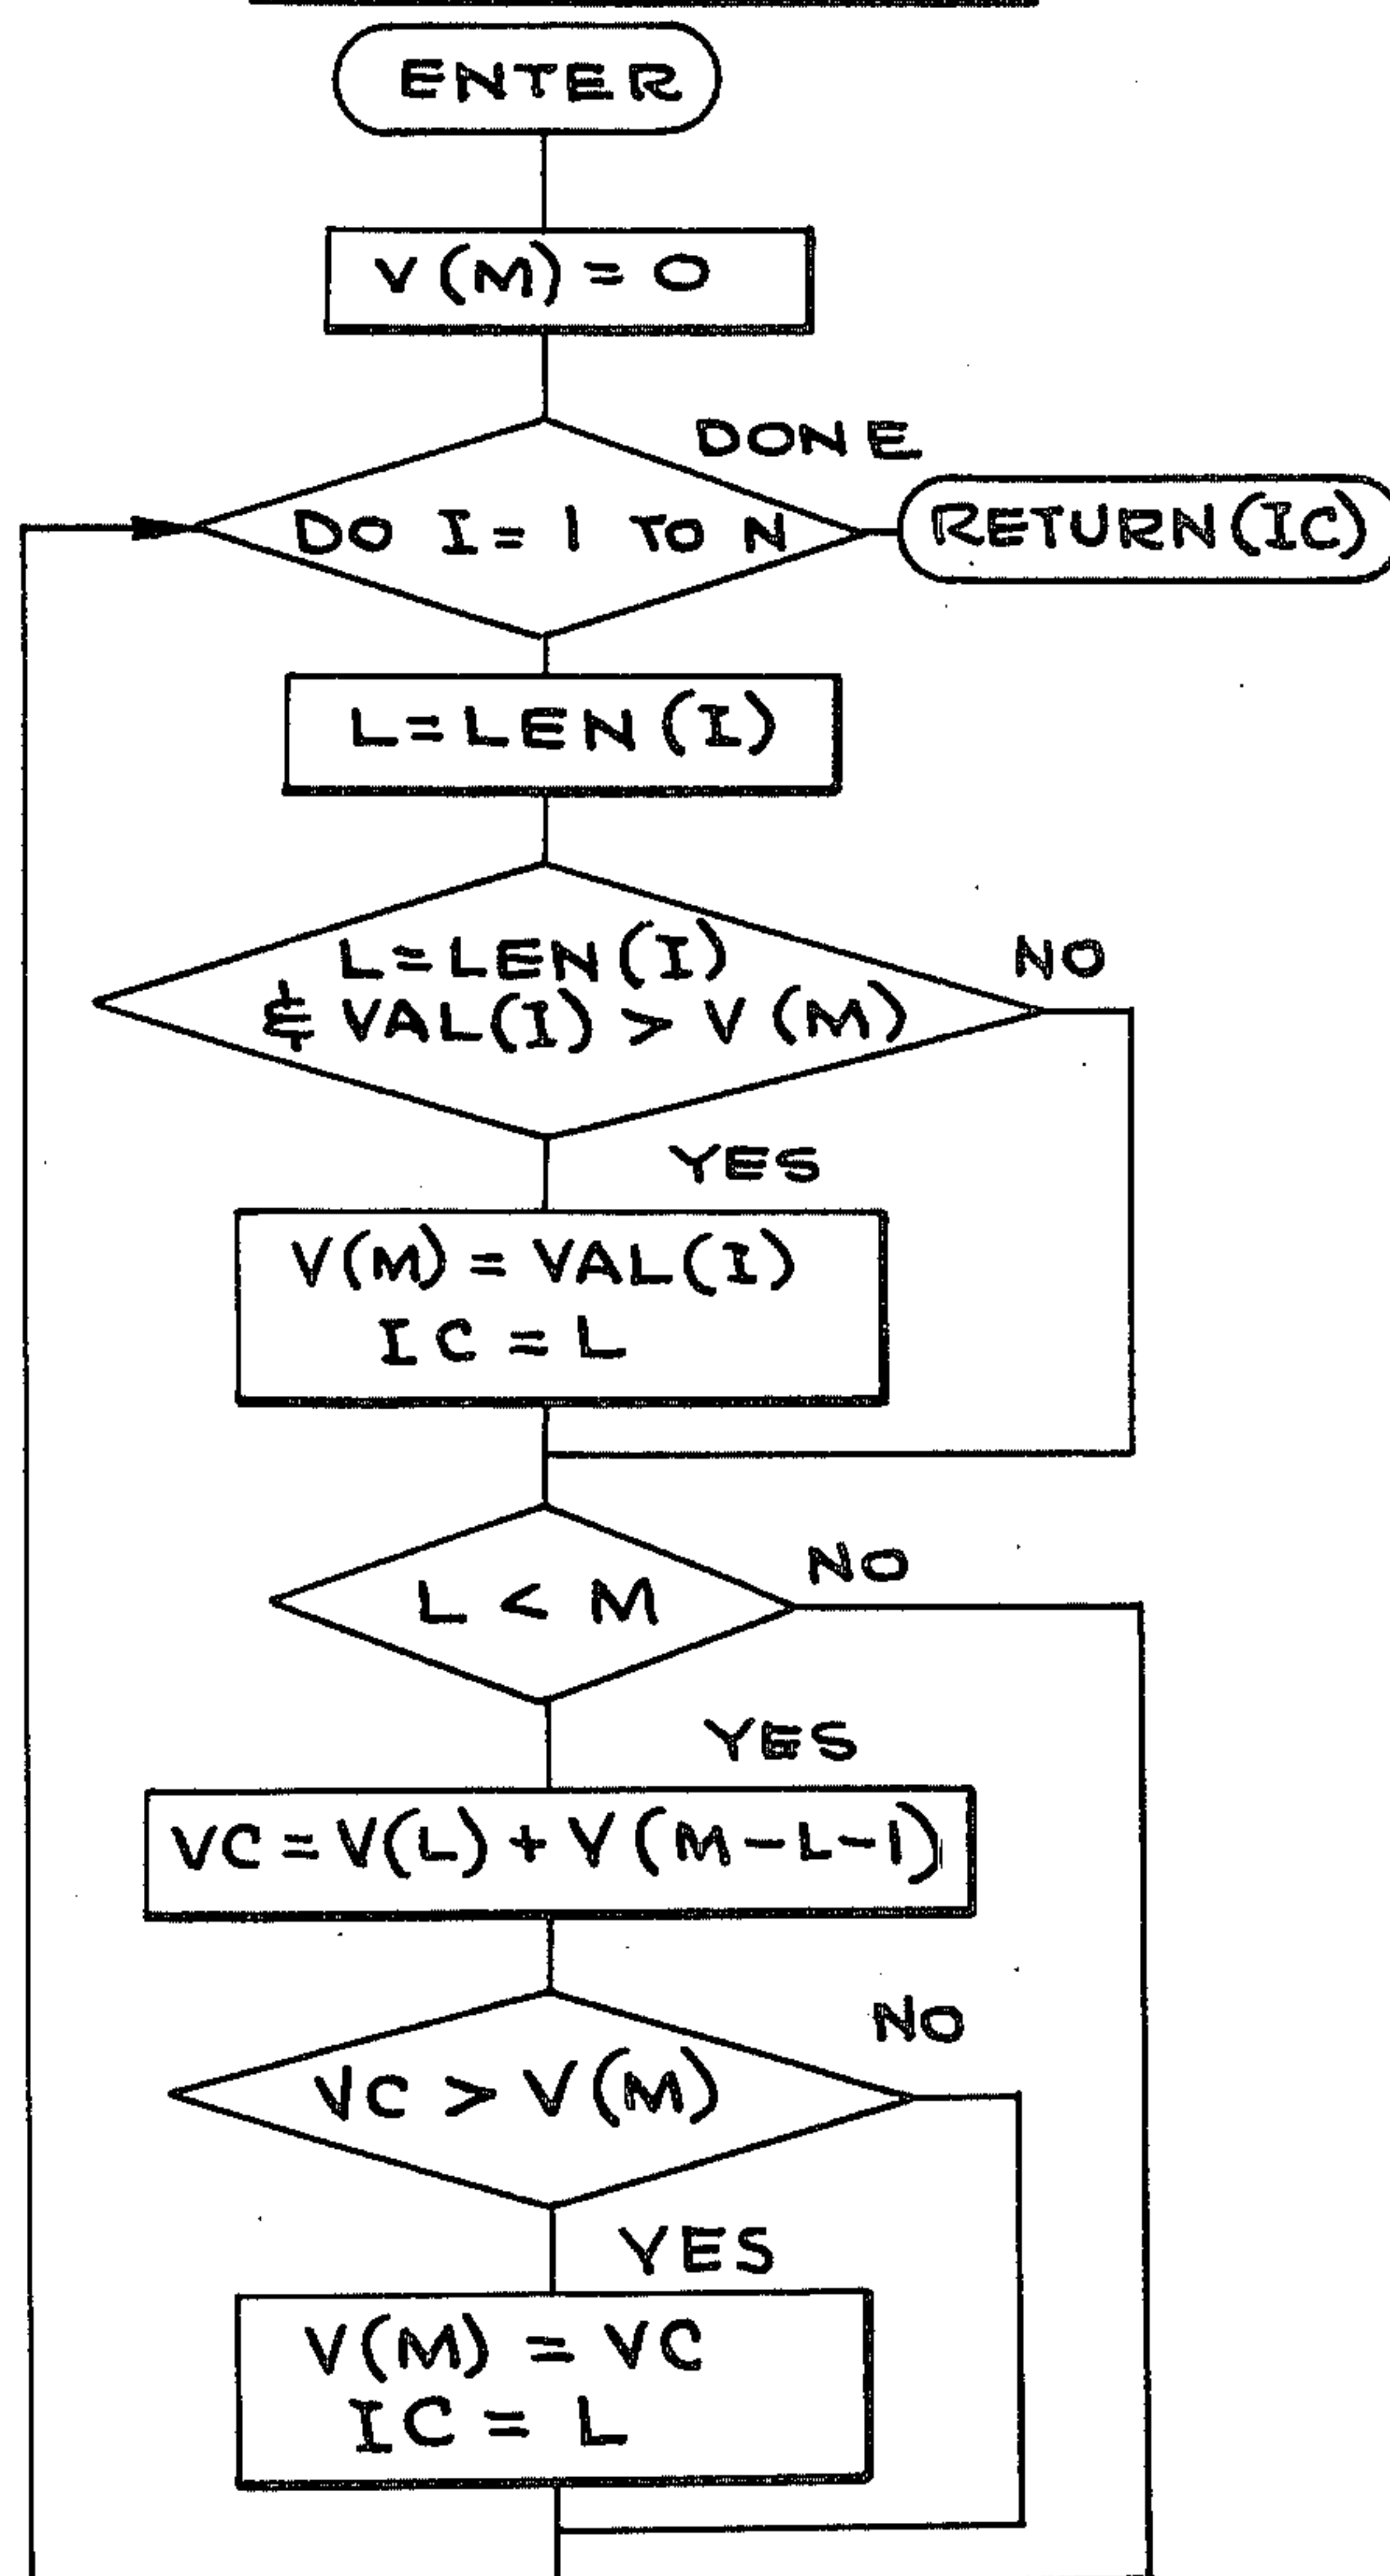 ENTER
V(M) = 0
DONE
DO I = 1 TO N
RETURN(IC)
L=LEN(I)
L=LEN(I)
& VAL(I) > V(M)
NO
YES
V(M) = VAL(I)
IC = L
L < M
NO
YES
VC = V(L) + V(M-L-1)
VC > V(M)
NO
YES
V(M) = VC
IC = L